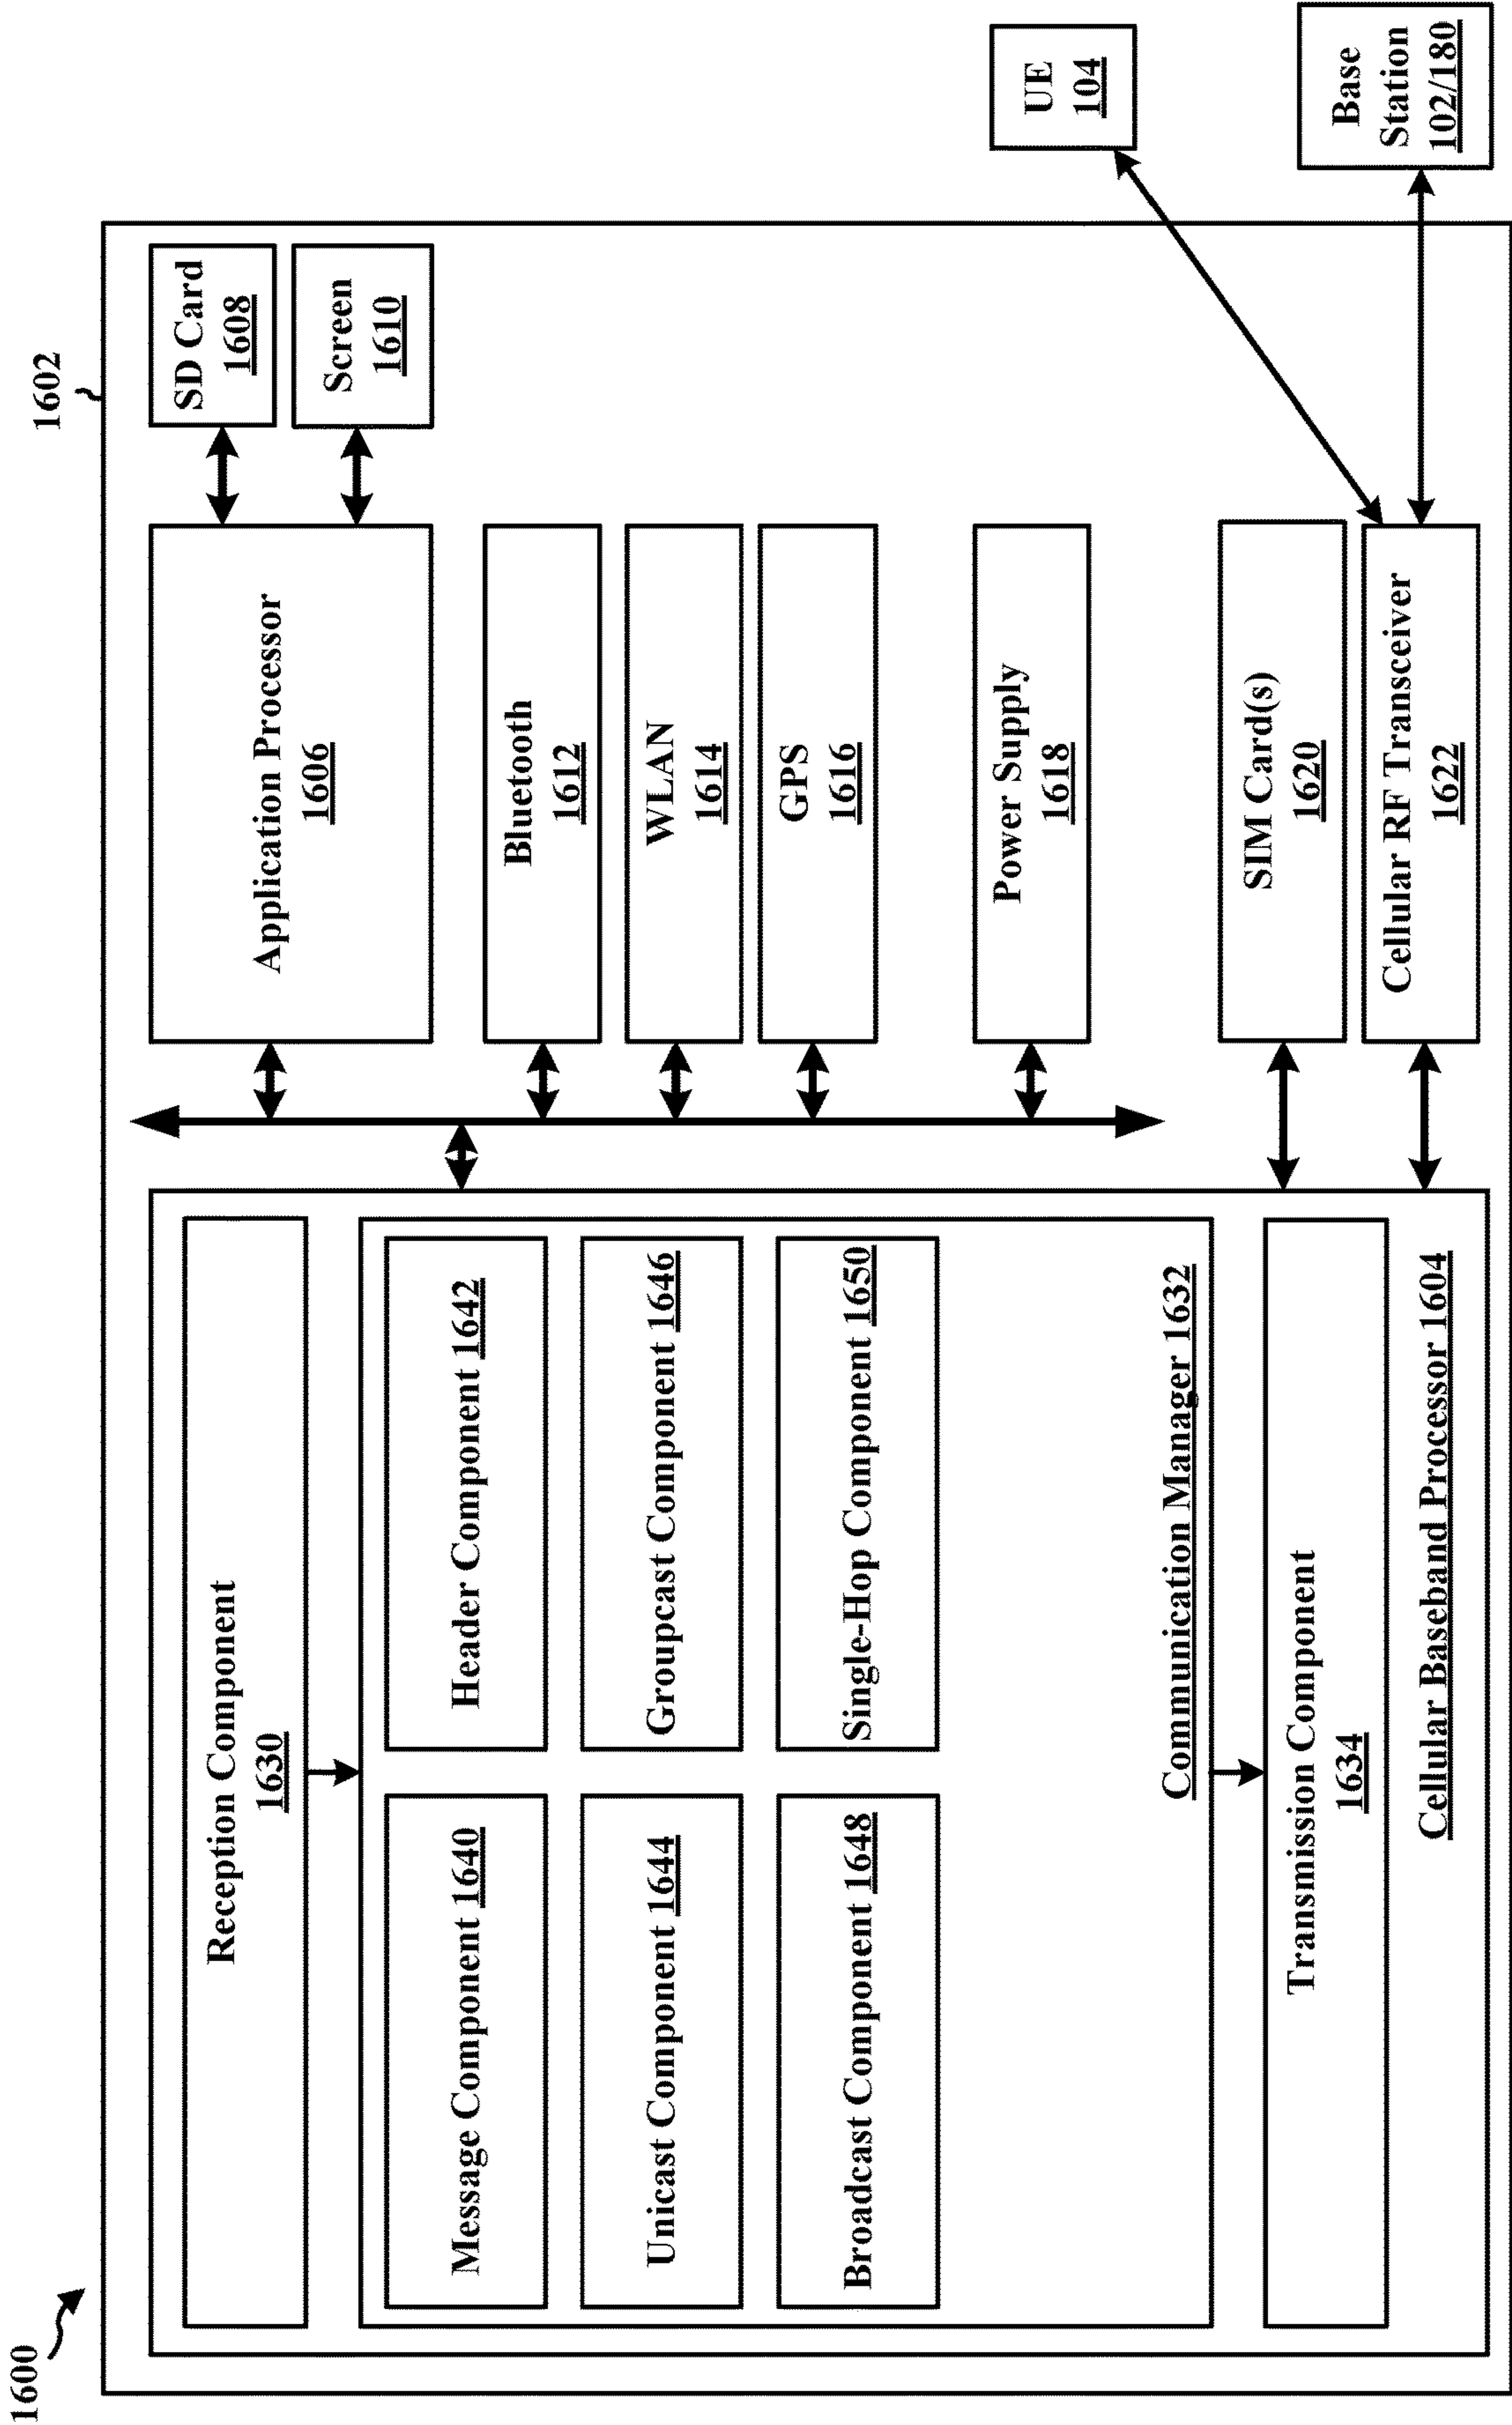 1600
1602
Reception Component
1630
Message Component 1640
Header Component 1642
Unicast Component 1644
Groupcast Component 1646
Broadcast Component 1648
Single-Hop Component 1650
Communication Manager 1632
Transmission Component
1634
Cellular Baseband Processor 1604
Application Processor
1606
Bluetooth
1612
WLAN
1614
GPS
1616
Power Supply
1618
SIM Card(s)
1620
Cellular RF Transceiver
1622
SD Card
1608
Screen
1610
UE
104
Base
Station
102/180